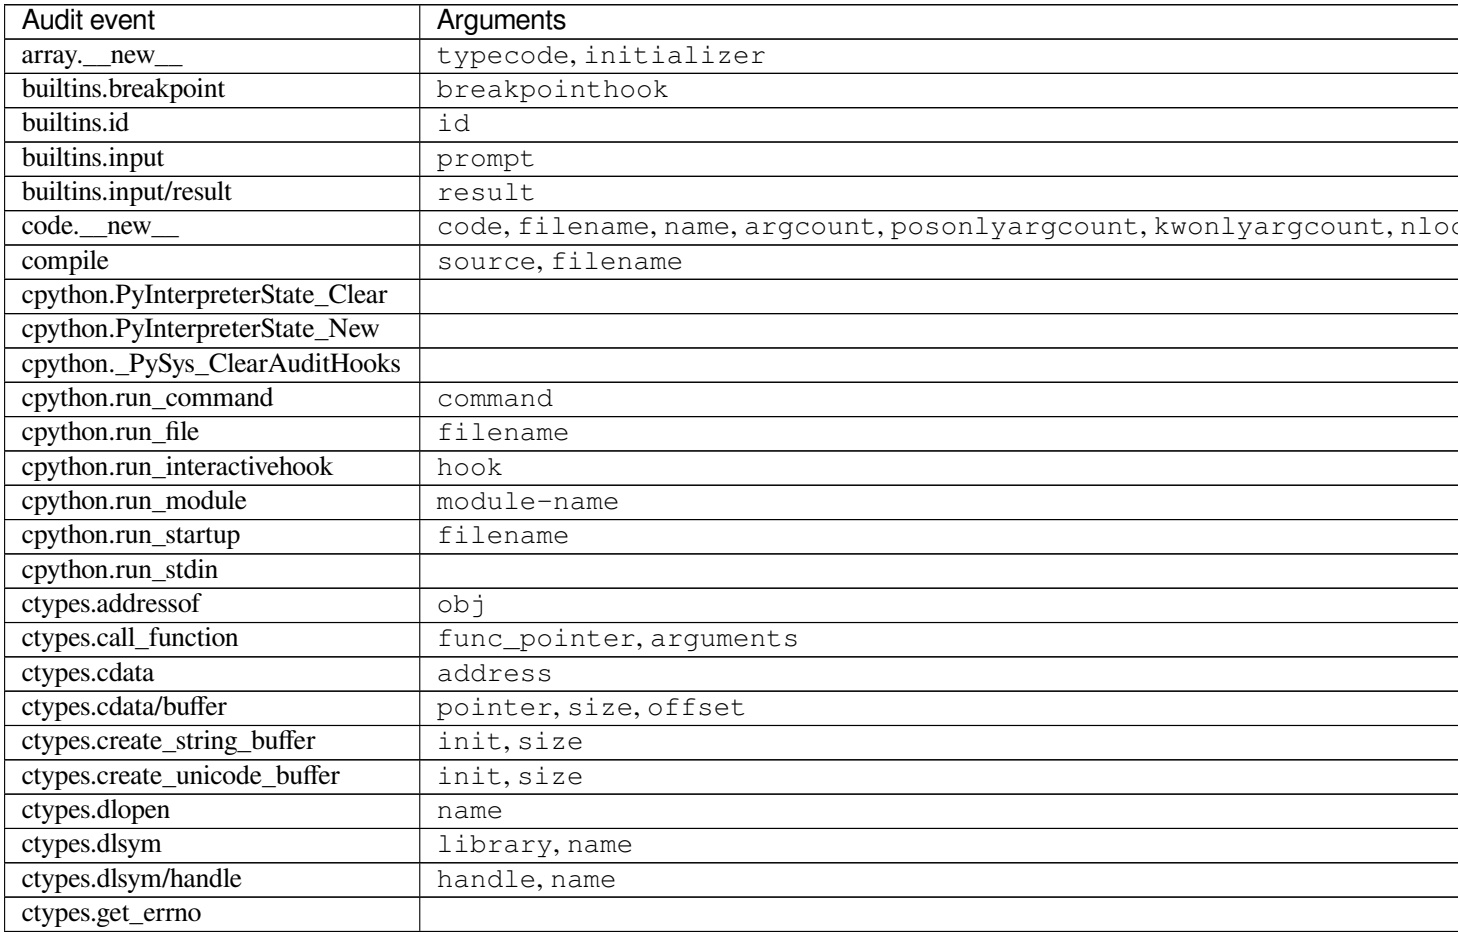 Audit event Arguments
array.__new__ typecode, initializer
builtins.breakpoint breakpointhook
builtins.id id
builtins.input prompt
builtins.input/result result
code.__new__ code, filename, name, argcount, posonlyargcount, kwonlyargcount,
compile source, filename
cpython.PyInterpreterState_Clear
cpython.PyInterpreterState_New
cpython._PySys_ClearAuditHooks
cpython.run_command command
cpython.run_file filename
cpython.run_interactivehook hook
cpython.run_module module-name
cpython.run_startup filename
cpython.run_stdin
ctypes.addressof obj
ctypes.call_function func_pointer, arguments
ctypes.cdata address
ctypes.cdata/buffer pointer, size, offset
ctypes.create_string_buffer init, size
ctypes.create_unicode_buffer init, size
ctypes.dlopen name
ctypes.dlsym library, name
ctypes.dlsym/handle handle, name
ctypes.get_errno